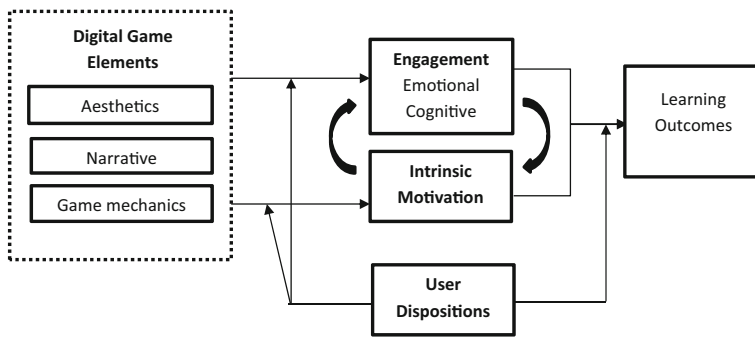 Digital Game
Elements
Aesthetics
Narrative
Game mechanics
Engagement
Emotional
Cognitive
Intrinsic
Motivation
User
Dispositions
Learning
Outcomes